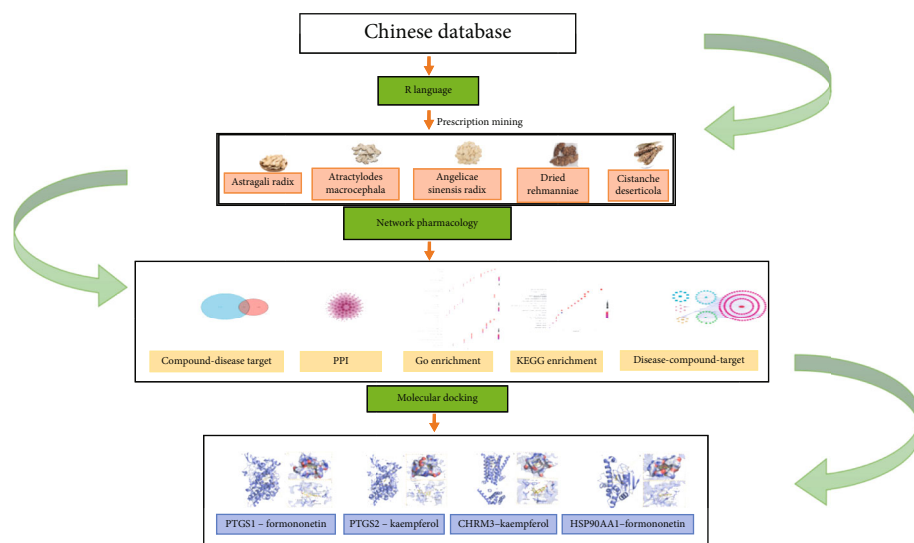 Chinese database
R language
Prescription mining
Astragali radix
Atractylodes
macrocephala
Angelicae
sinensis radix
Dried
rehmanniae
Cistanche
deserticola
Network pharmacology
Compound-disease target
PPI
Go enrichment
KEGG enrichment
Disease-compound-target
Molecular docking
PTGS1 – formononetin
PTGS2 – kaempferol
CHRM3–kaempferol
HSP90AA1–formononetin